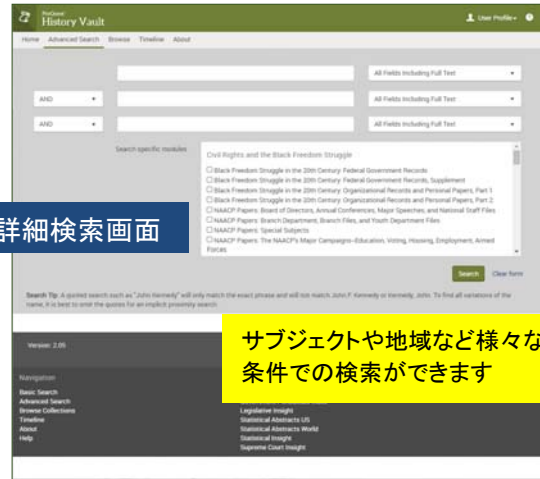 ProQuest
History Vault
User Profile
Home Advanced Search Browse Timeline About
All Fields Including Full Text
AND All Fields Including Full Text
AND All Fields Including Full Text
Search specific modules
Civil Rights and the Black Freedom Struggle
Black Freedom Struggle in the 20th Century: Federal Government Records
Black Freedom Struggle in the 20th Century: Federal Government Records, Supplement
Black Freedom Struggle in the 20th Century: Organizational Records and Personal Papers, Part 1
Black Freedom Struggle in the 20th Century: Organizational Records and Personal Papers, Part 2
NAACP Papers: Board of Directors, Annual Conferences, Major Speeches, and National Staff Files
NAACP Papers: Branch Department, Branch Files, and Youth Department Files
NAACP Papers: Special Subjects
NAACP Papers: The NAACP's Major Campaigns--Education, Voting, Housing, Employment, Armed
Forces
詳細検索画面
Search Clear form
Search Tip: A quoted search such as "John Kennedy" will only match the exact phrase and will not match John F. Kennedy or Kennedy, John. To find all variations of the
name, it is best to omit the quotes for an implicit proximity search
Version: 2.05
サブジェクトや地域など様々な
条件での検索ができます
Navigation
Basic Search
Advanced Search
Browse Collections
Timeline
About
Help
Legislative Insight
Statistical Abstracts US
Statistical Abstracts World
Statistical Insight
Supreme Court Insight